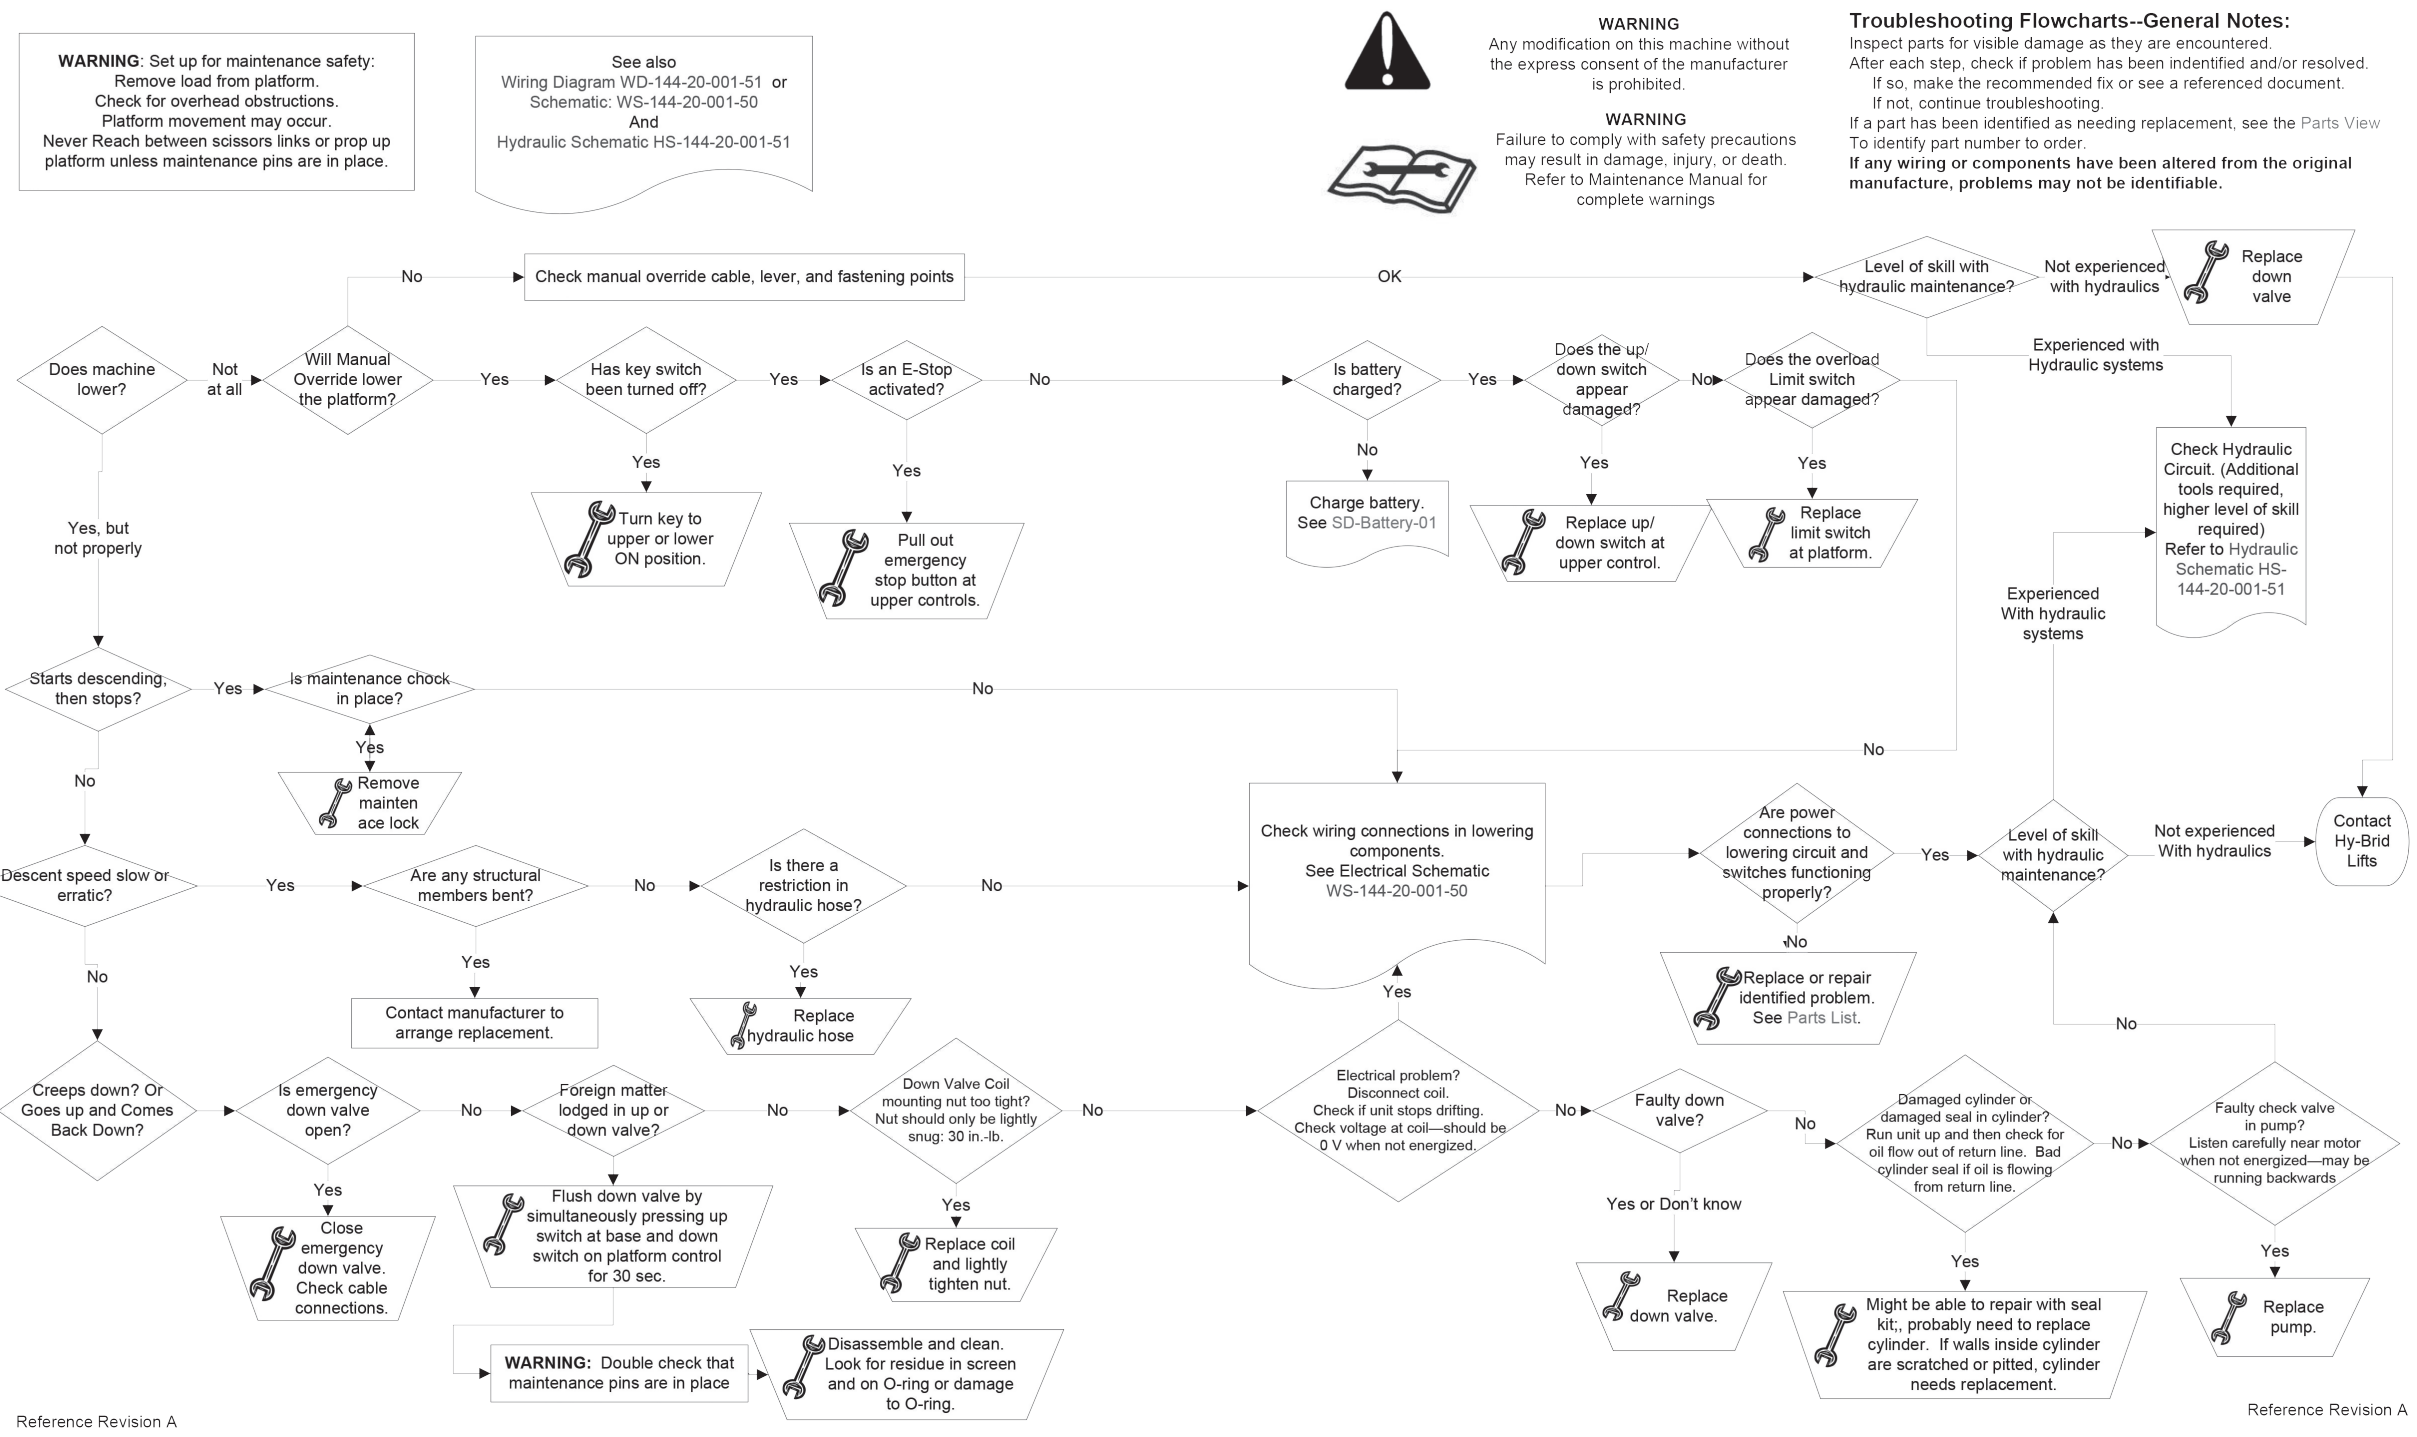 WARNING: Set up for maintenance safety:
Remove load from platform.
Check for overhead obstructions.
Platform movement may occur.
Never Reach between scissors links or prop up
platform unless maintenance pins are in place.
See also
Wiring Diagram WD-144-20-001-51 or
Schematic: WS-144-20-001-50
And
Hydraulic Schematic HS-144-20-001-51
WARNING
Any modification on this machine without
the express consent of the manufacturer
is prohibited.
WARNING
Failure to comply with safety precautions
may result in damage, injury, or death.
Refer to Maintenance Manual for
complete warnings
Troubleshooting Flowcharts--General Notes:
Inspect parts for visible damage as they are encountered.
After each step, check if problem has been indentified and/or resolved.
If so, make the recommended fix or see a referenced document.
If not, continue troubleshooting.
If a part has been identified as needing replacement, see the Parts View
To identify part number to order.
If any wiring or components have been altered from the original
manufacture, problems may not be identifiable.
No
Check manual override cable, lever, and fastening points
OK
Level of skill with
hydraulic maintenance?
Not experienced
with hydraulics
Replace
down
valve
Experienced with
Hydraulic systems
Does machine
lower?
Not
at all
Will Manual
Override lower
the platform?
Yes
Has key switch
been turned off?
Yes
Is an E-Stop
activated?
No
Is battery
charged?
Yes
Does the up/
down switch
appear
damaged?
No
Does the overload
Limit switch
appear damaged?
Yes
Turn key to
upper or lower
ON position.
Yes
Pull out
emergency
stop button at
upper controls.
No
Charge battery.
See SD-Battery-01
Yes
Replace up/
down switch at
upper control.
Yes
Replace
limit switch
at platform.
Check Hydraulic
Circuit. (Additional
tools required,
higher level of skill
required)
Refer to Hydraulic
Schematic HS-
144-20-001-51
Yes, but
not properly
Experienced
With hydraulic
systems
Starts descending,
then stops?
Yes
Is maintenance chock
in place?
No
Yes
Remove
mainten
ace lock
No
No
Descent speed slow or
erratic?
Yes
Are any structural
members bent?
No
Is there a
restriction in
hydraulic hose?
No
Check wiring connections in lowering
components.
See Electrical Schematic
WS-144-20-001-50
Are power
connections to
lowering circuit and
switches functioning
properly?
Yes
Level of skill
with hydraulic
maintenance?
Not experienced
With hydraulics
Contact
Hy-Brid
Lifts
Yes
Contact manufacturer to
arrange replacement.
Yes
Replace
hydraulic hose
No
Replace or repair
identified problem.
See Parts List.
No
Yes
No
Creeps down? Or
Goes up and Comes
Back Down?
Is emergency
down valve
open?
No
Foreign matter
lodged in up or
down valve?
No
Down Valve Coil
mounting nut too tight?
Nut should only be lightly
snug: 30 in.-lb.
No
Electrical problem?
Disconnect coil.
Check if unit stops drifting.
Check voltage at coil—should be
0 V when not energized.
No
Faulty down
valve?
No
Damaged cylinder or
damaged seal in cylinder?
Run unit up and then check for
oil flow out of return line. Bad
cylinder seal if oil is flowing
from return line.
No
Faulty check valve
in pump?
Listen carefully near motor
when not energized—may be
running backwards
Yes
Close
emergency
down valve.
Check cable
connections.
Flush down valve by
simultaneously pressing up
switch at base and down
switch on platform control
for 30 sec.
Yes
Replace coil
and lightly
tighten nut.
Yes or Don't know
Replace
down valve.
Yes
Might be able to repair with seal
kit;, probably need to replace
cylinder. If walls inside cylinder
are scratched or pitted, cylinder
needs replacement.
Yes
Replace
pump.
WARNING: Double check that
maintenance pins are in place
Disassemble and clean.
Look for residue in screen
and on O-ring or damage
to O-ring.
Reference Revision A
Reference Revision A